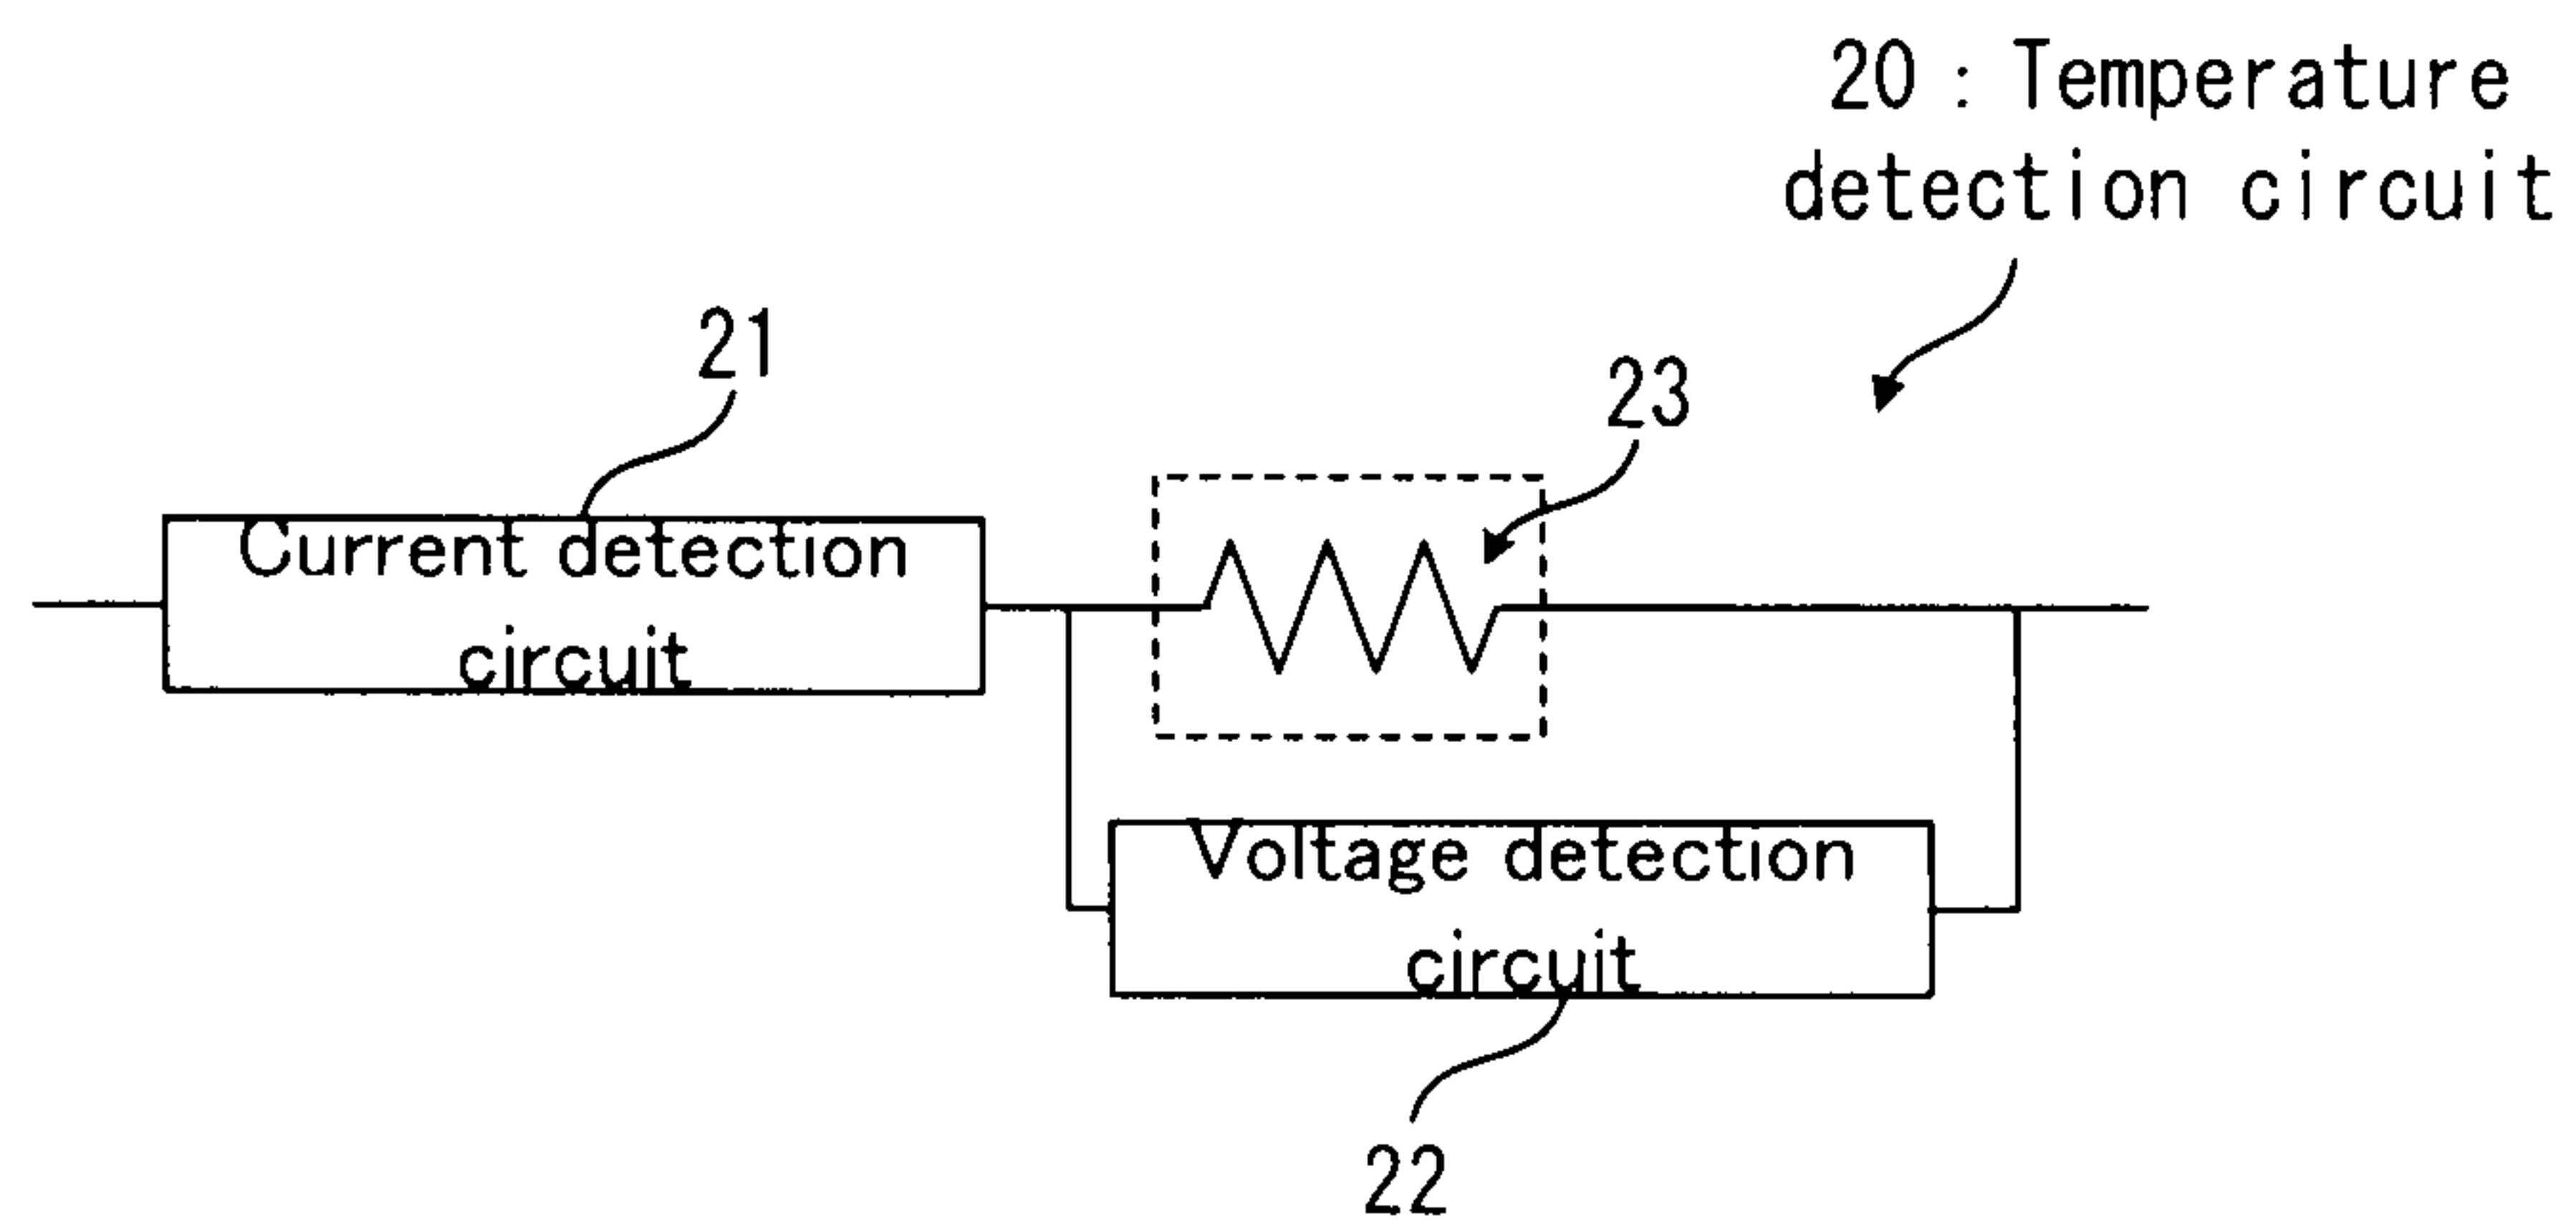 20 : Temperature
detection circuit
21
23
Current detection
circuit
Voltage detection
circuit
22